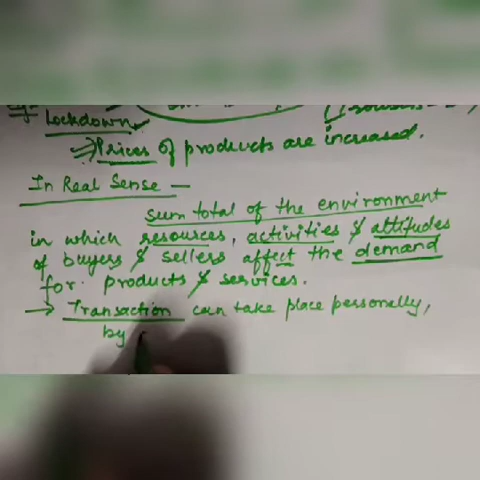 Lockdown
Prices of products are increased.
In Real Sense —
sum total of the environment
in which resources, activities & attitudes
of buyers & sellers affect the demand
for products & services.
→ Transaction can take place personally,
by